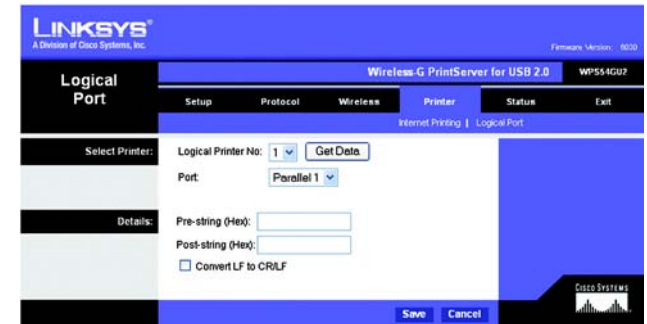 LINKSYS®
A Division of Cisco Systems, Inc.
Firmware Version: 6030
Logical Port
Wireless-G PrintServer for USB 2.0
WPS54GU2
Setup Protocol Wireless Printer Status Exit
Internet Printing | Logical Port
Select Printer:
Logical Printer No: 1 Get Data
Port: Parallel 1
Details:
Pre-string (Hex):
Post-string (Hex):
Convert LF to CR/LF
CISCO SYSTEMS
Save Cancel